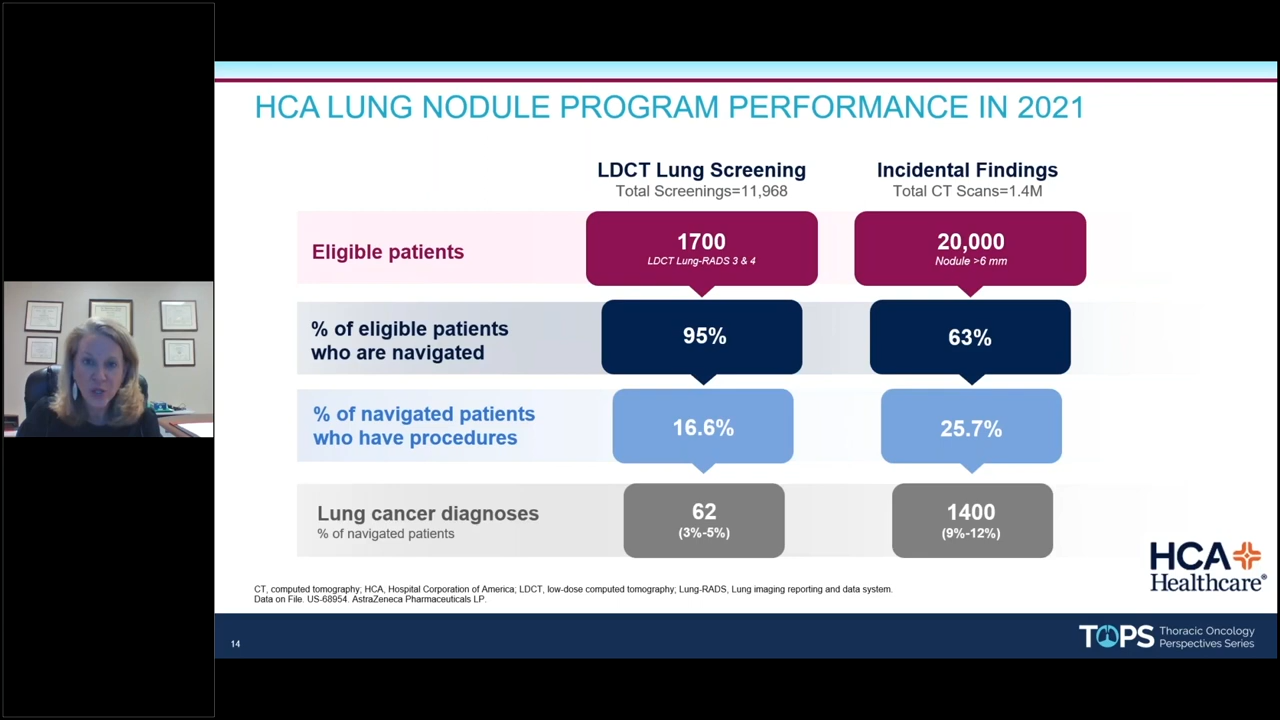 HCA LUNG NODULE PROGRAM PERFORMANCE IN 2021
LDCT Lung Screening
Total Screenings=11,968
Incidental Findings
Total CT Scans=1.4M
Eligible patients
1700
LDCT Lung-RADS 3 & 4
20,000
Nodule >6 mm
% of eligible patients
who are navigated
95%
63%
% of navigated patients
who have procedures
16.6%
25.7%
Lung cancer diagnoses
% of navigated patients
62
(3%-5%)
1400
(9%-12%)
HCA
Healthcare®
CT, computed tomography; HCA, Hospital Corporation of America; LDCT, low-dose computed tomography; Lung-RADS, Lung imaging reporting and data system.
Data on File. US-68954. AstraZeneca Pharmaceuticals LP.
14
TOPS
Thoracic Oncology
Perspectives Series